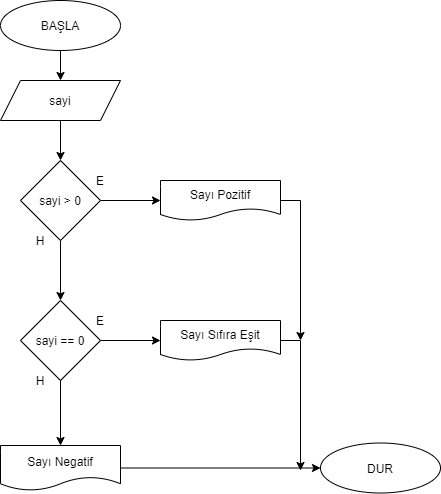 BAŞLA
sayi
sayi > 0
E
Sayı Pozitif
H
sayi == 0
E
Sayı Sıfıra Eşit
H
Sayı Negatif
DUR